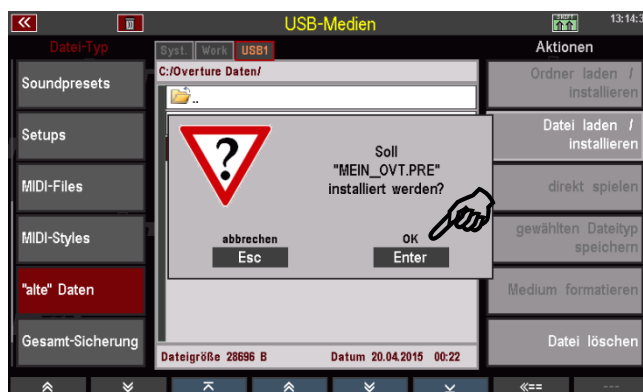 USB-Medien
SHIFT
13:14:3
Datei-Typ
Syst. Work USB1
Aktionen
C:/Overture Daten/
..
Soundpresets
Setups
MIDI-Files
MIDI-Styles
"alte" Daten
Gesamt-Sicherung
?
Soll
"MEIN_OVT.PRE"
installiert werden?
abbrechen
OK
Esc
Enter
Dateigröße 28696 B
Datum 20.04.2015 00:22
Ordner laden /
installieren
Datei laden /
installieren
direkt spielen
gewählten Dateityp
speichern
Medium formatieren
Datei löschen
«==
---